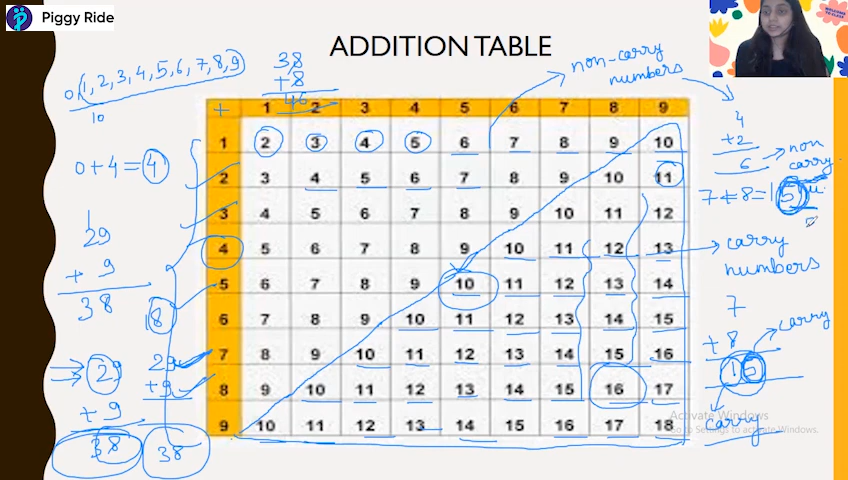 Piggy Ride
WELCOME TO CLASS
ADDITION TABLE
0,1,2,3,4,5,6,7,8,9
10
38
+8
46
non-carry
numbers
0+4=4
1
29
+ 9
38
18
29
+9
38
29
+ 9
38
+ 1 2 3 4 5 6 7 8 9
1 2 3 4 5 6 7 8 9 10
2 3 4 5 6 7 8 9 10 11
3 4 5 6 7 8 9 10 11 12
4 5 6 7 8 9 10 11 12 13
5 6 7 8 9 10 11 12 13 14
6 7 8 9 10 11 12 13 14 15
7 8 9 10 11 12 13 14 15 16
8 9 10 11 12 13 14 15 16 17
9 10 11 12 13 14 15 16 17 18
4
+2
6
non
carry
7+8=15
carry
numbers
7
+ 8
15
carry
carry
Activate Windows
Go to Settings to activate Windows.